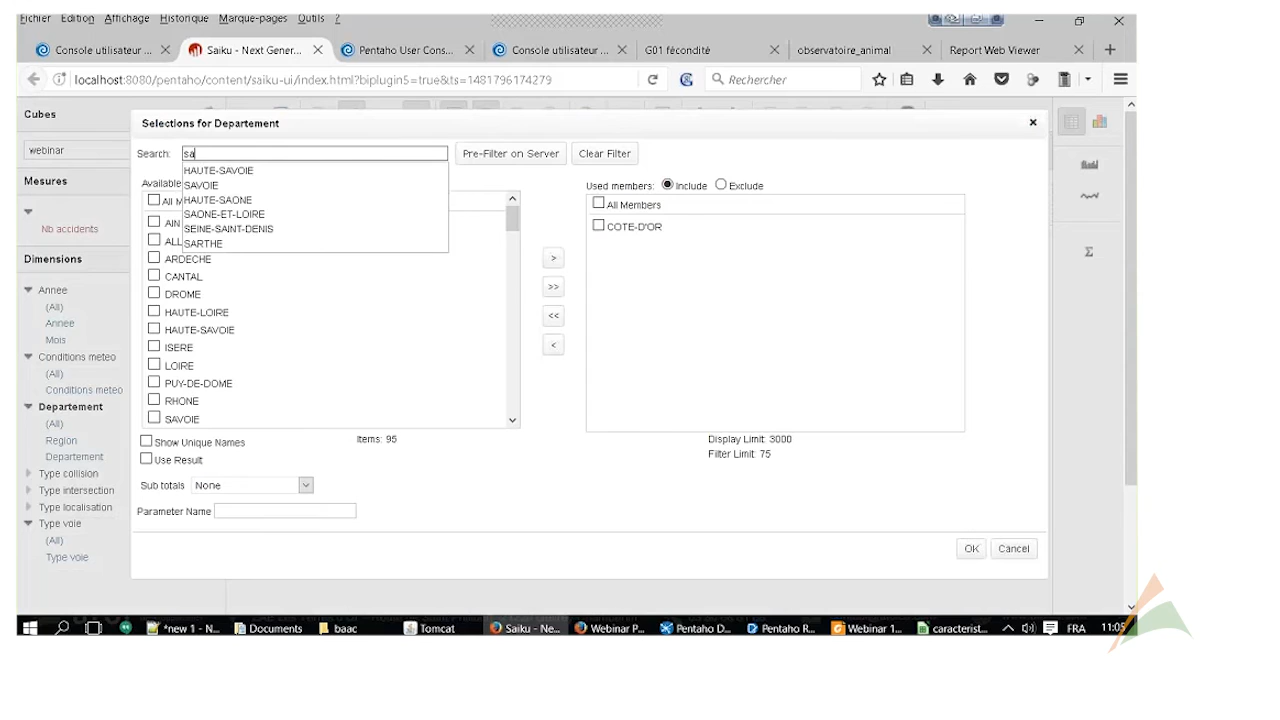 Fichier Edition Affichage Historique Marque-pages Outils ?
Console utilisateur ... Saiku - Next Gener... Pentaho User Cons... Console utilisateur ... G01 fécondité observatoire_animal Report Web Viewer
localhost:8080/pentaho/content/saiku-ui/index.html?biplugin5=true&ts=1481796174279 Rechercher
Cubes
webinar
Mesures
Nb accidents
Dimensions
Annee
(All)
Annee
Mois
Conditions meteo
(All)
Conditions meteo
Departement
(All)
Region
Departement
Type collision
Type intersection
Type localisation
Type voie
(All)
Type voie
Selections for Departement
Search: sa Pre-Filter on Server Clear Filter
HAUTE-SAVOIE
SAVOIE
HAUTE-SAONE
SAONE-ET-LOIRE
SEINE-SAINT-DENIS
SARTHE
Available
All M
AIN
ALL
ARDECHE
CANTAL
DROME
HAUTE-LOIRE
HAUTE-SAVOIE
ISERE
LOIRE
PUY-DE-DOME
RHONE
SAVOIE
>
>>
<<
<
Used members: Include Exclude
All Members
COTE-D'OR
Show Unique Names Items: 95
Use Result
Display Limit: 3000
Filter Limit: 75
Sub totals None
Parameter Name
OK Cancel
Σ
*new 1 - N... Documents baac Tomcat Saiku - Ne... Webinar P... Pentaho D... Pentaho R... Webinar 1... caracterist... FRA 11:05